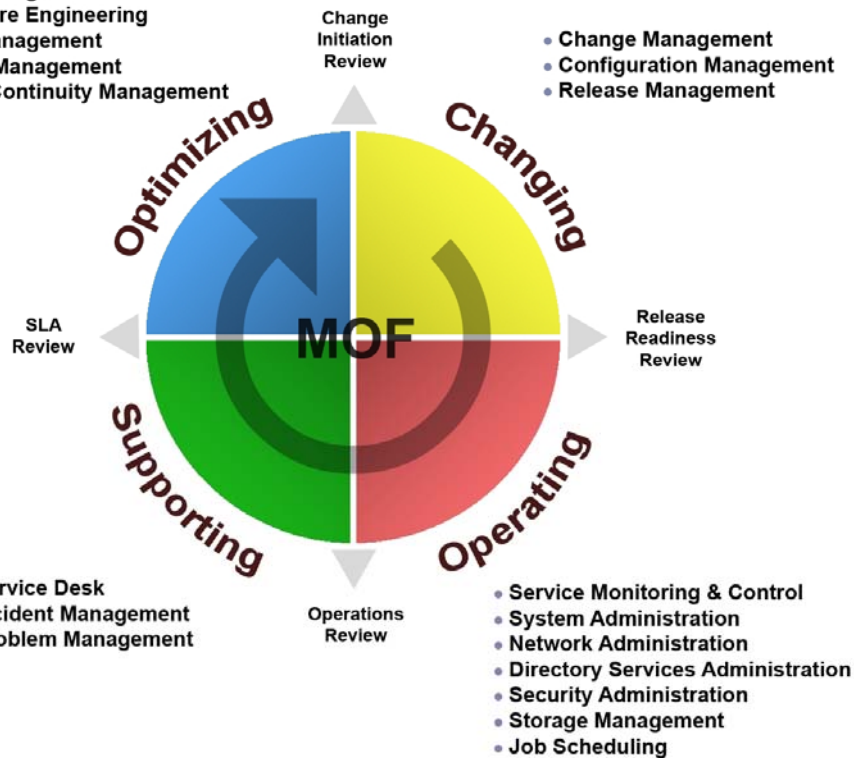 re Engineering
nagement
Management
Continuity Management
Change
Initiation
Review
Change Management
Configuration Management
Release Management
Optimizing
Changing
SLA
Review
MOF
Release
Readiness
Review
Supporting
Operating
rvice Desk
cident Management
oblem Management
Operations
Review
Service Monitoring & Control
System Administration
Network Administration
Directory Services Administration
Security Administration
Storage Management
Job Scheduling